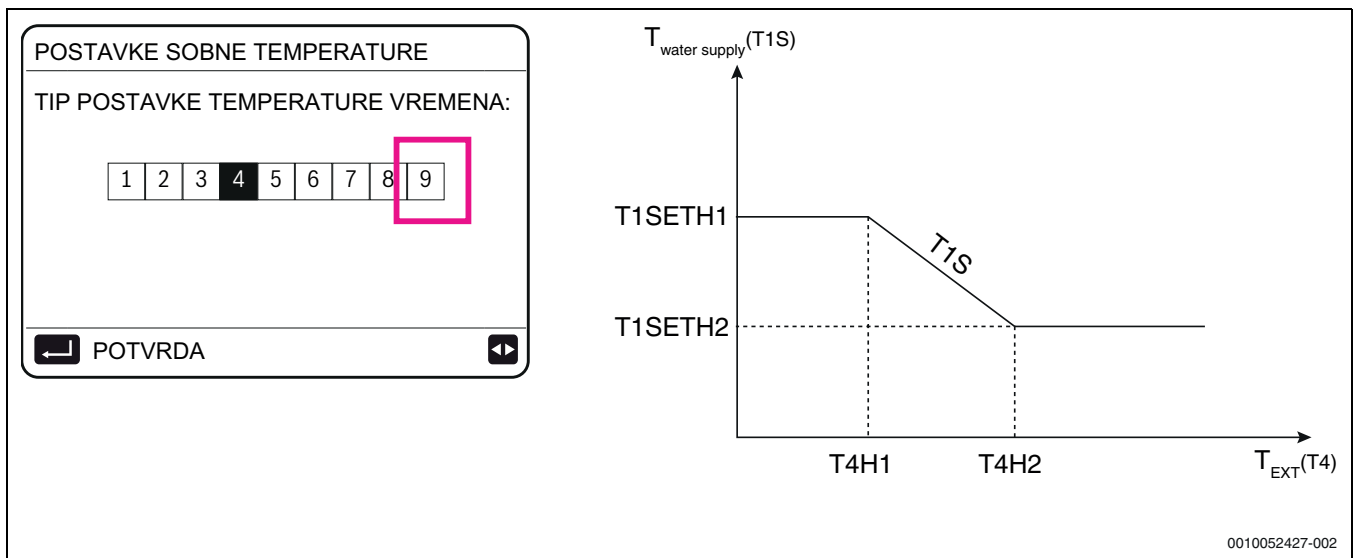 POSTAVKE SOBNE TEMPERATURE
TIP POSTAVKE TEMPERATURE VREMENA:
1 2 3 4 5 6 7 8 9
POTVRDA
T water supply (T1S)
T1SETH1
T1S
T1SETH2
T4H1 T4H2 T EXT (T4)
0010052427-002